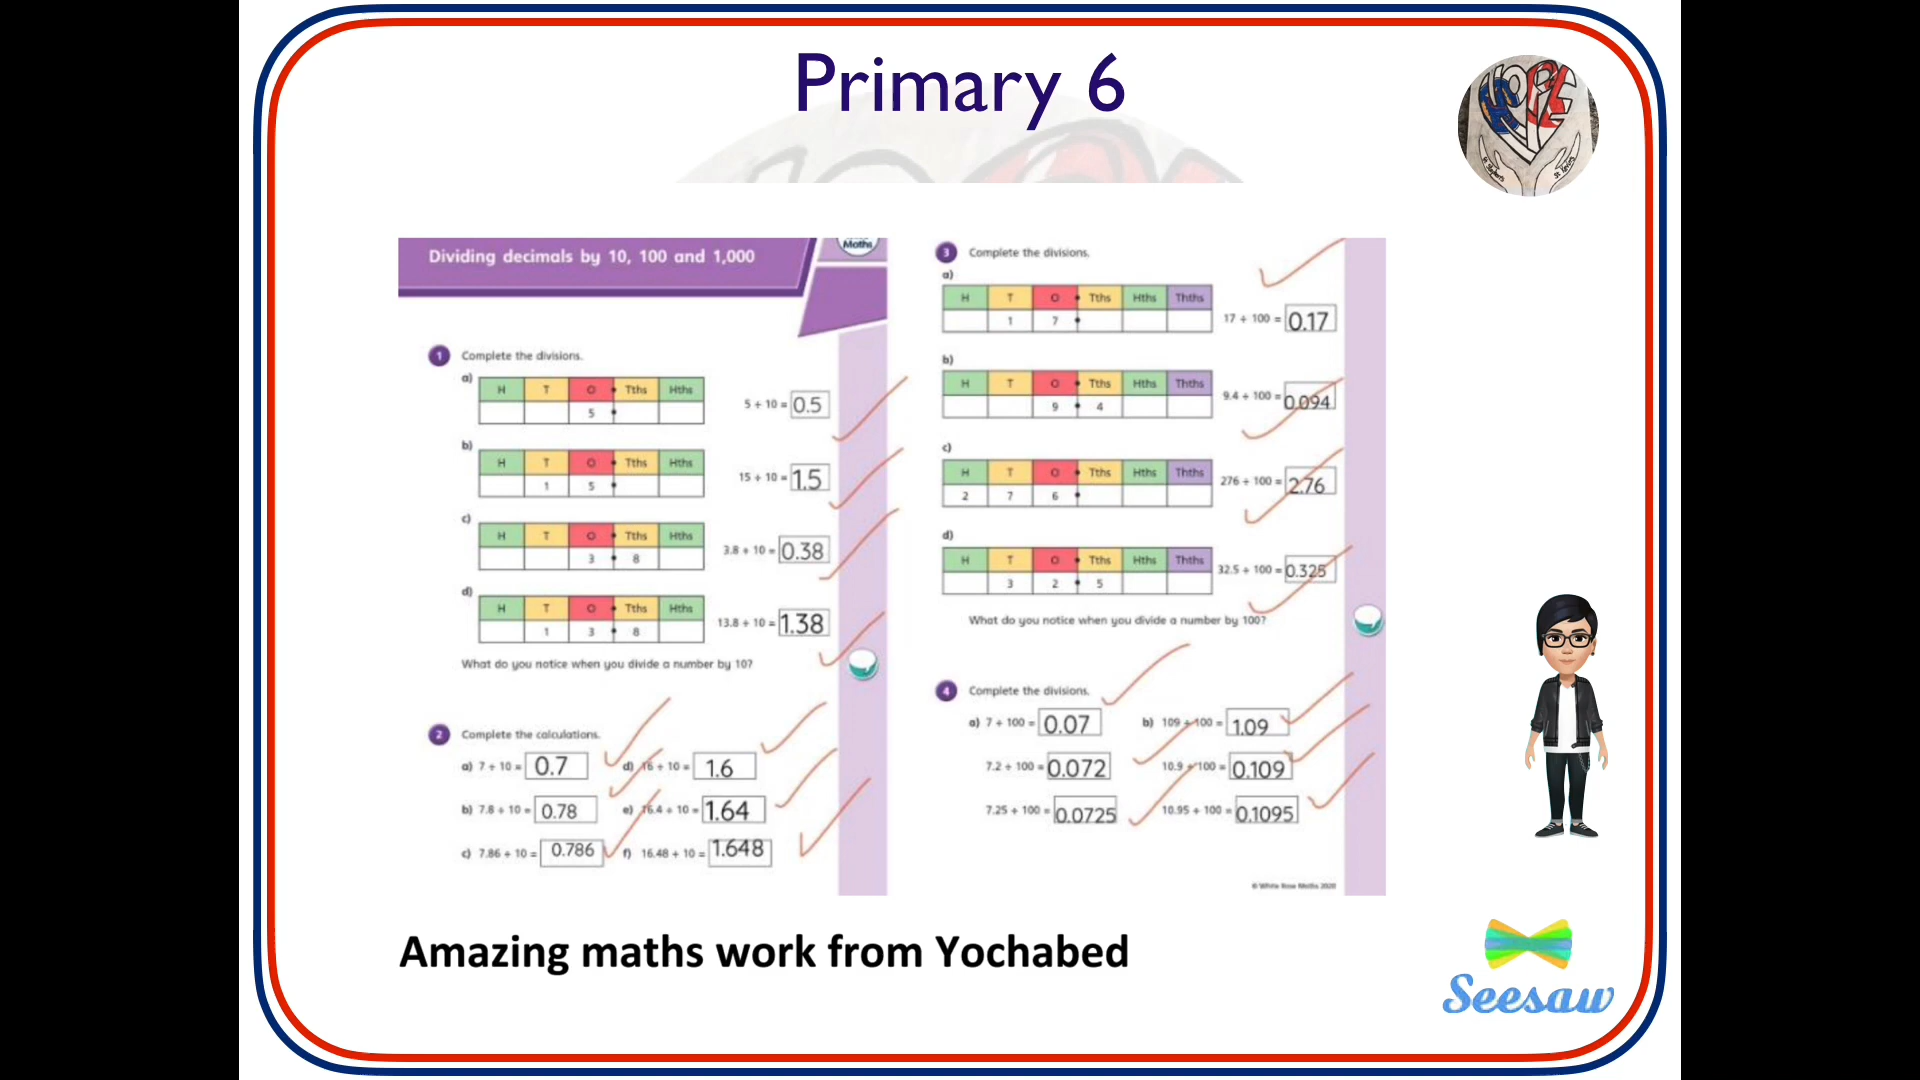 Primary 6
HOPE
Maths
Dividing decimals by 10, 100 and 1,000
1 Complete the divisions.
a)
H T O Tths Hths
5
5 ÷ 10 = 0.5
b)
H T O Tths Hths
1 5
15 ÷ 10 = 1.5
c)
H T O Tths Hths
3 8
3.8 ÷ 10 = 0.38
d)
H T O Tths Hths
1 3 8
13.8 ÷ 10 = 1.38
What do you notice when you divide a number by 10?
2 Complete the calculations.
a) 7 ÷ 10 = 0.7 d) 16 ÷ 10 = 1.6
b) 7.8 ÷ 10 = 0.78 e) 16.4 ÷ 10 = 1.64
c) 7.86 ÷ 10 = 0.786 f) 16.48 ÷ 10 = 1.648
3 Complete the divisions.
a)
H T O Tths Hths Thths
1 7
17 ÷ 100 = 0.17
b)
H T O Tths Hths Thths
9 4
9.4 ÷ 100 = 0.094
c)
H T O Tths Hths Thths
2 7 6
276 ÷ 100 = 2.76
d)
H T O Tths Hths Thths
3 2 5
32.5 ÷ 100 = 0.325
What do you notice when you divide a number by 100?
4 Complete the divisions.
a) 7 ÷ 100 = 0.07 b) 109 ÷ 100 = 1.09
7.2 ÷ 100 = 0.072 10.9 ÷ 100 = 0.109
7.25 ÷ 100 = 0.0725 10.95 ÷ 100 = 0.1095
© White Rose Maths 2020
Amazing maths work from Yochabed
Seesaw